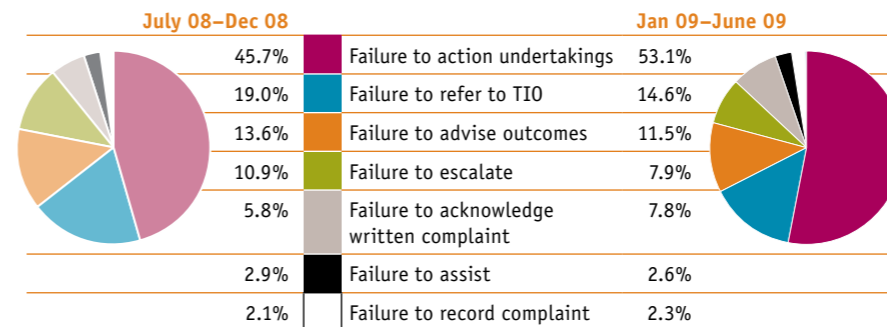 July 08–Dec 08 Jan 09–June 09
45.7% Failure to action undertakings 53.1%
19.0% Failure to refer to TIO 14.6%
13.6% Failure to advise outcomes 11.5%
10.9% Failure to escalate 7.9%
5.8% Failure to acknowledge 7.8%
written complaint
2.9% Failure to assist 2.6%
2.1% Failure to record complaint 2.3%